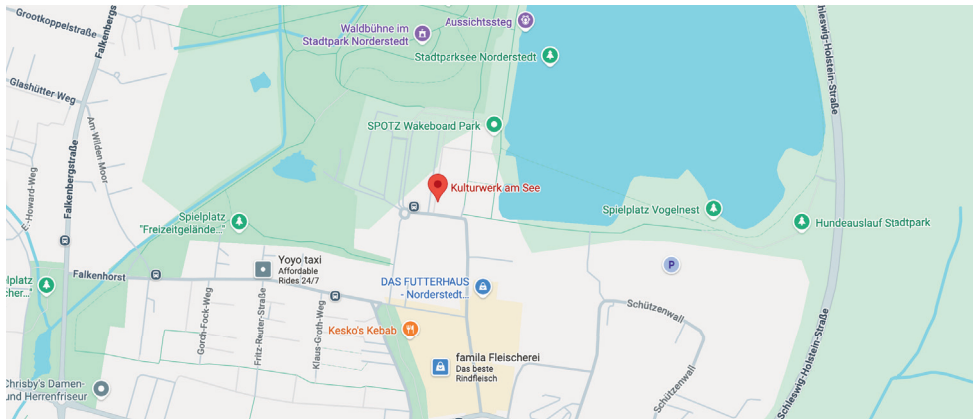 Grootkoppelstraße
Falkenbergs
Waldbühne im
Stadtpark Norderstedt
Aussichtssteg
Stadtparksee Norderstedt
Schleswig-Holstein-Straße
Glashütter Weg
Am Wilden Moor
SPOTZ Wakeboard Park
E.-Howard-Weg
Falkenbergstraße
Kulturwerk am See
Spielplatz
"Freizeitgelände..."
Spielplatz Vogelnest
Hundeauslauf Stadtpark
Yoyo taxi
Affordable
Rides 24/7
P
elplatz
cher..."
Falkenhorst
DAS FUTTERHAUS
- Norderstedt...
Gorch-Fock-Weg
Fritz-Reuter-Straße
Klaus-Groth-Weg
Kesko's Kebab
Schützenwall
Schleswig-Holstein-Straße
famila Fleischerei
Das beste
Rindfleisch
Schützenwall
Chrisby's Damen-
und Herrenfriseur